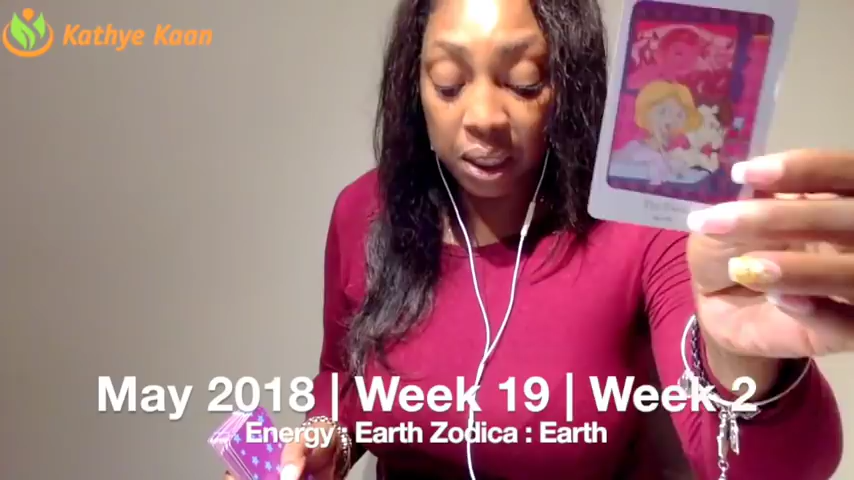 Kathye Kaan
May 2018 | Week 19 | Week 2
Energy : Earth Zodica : Earth